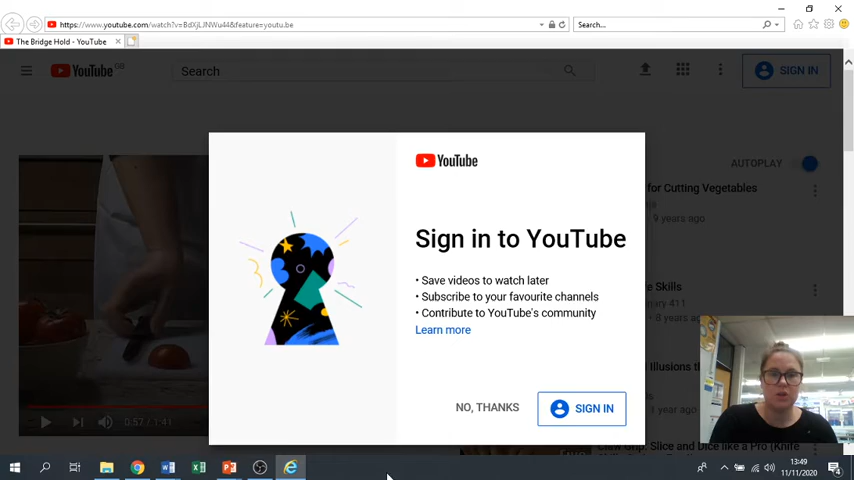 https://www.youtube.com/watch?v=BdXjLJNWu44&feature=youtu.be
Search...
The Bridge Hold - YouTube
YouTube GB
Search
SIGN IN
AUTOPLAY
for Cutting Vegetables
9 years ago
Skills
8 years ago
Illusions
1 year ago
Claw Grip: Slice and Dice like a Pro (Knife
0:57 / 1:41
YouTube
Sign in to YouTube
• Save videos to watch later
• Subscribe to your favourite channels
• Contribute to YouTube's community
Learn more
NO, THANKS
SIGN IN
13:49
11/11/2020
4